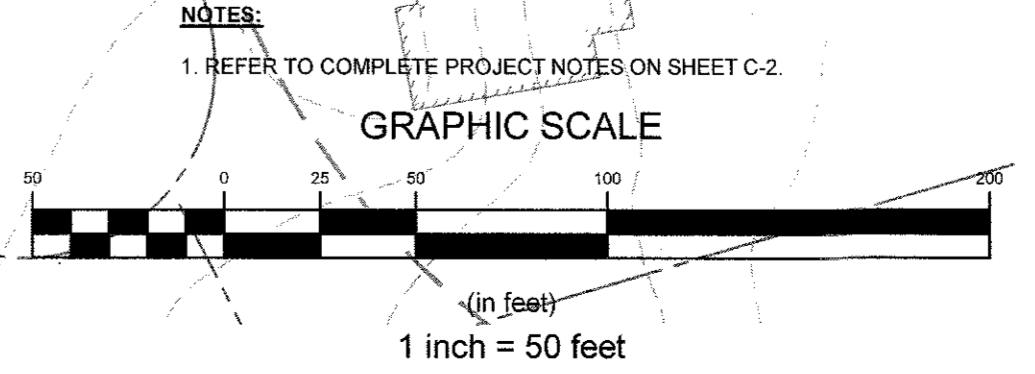 NOTES:
1. REFER TO COMPLETE PROJECT NOTES ON SHEET C-2.
GRAPHIC SCALE
50 0 25 50 100 200
(in feet)
1 inch = 50 feet